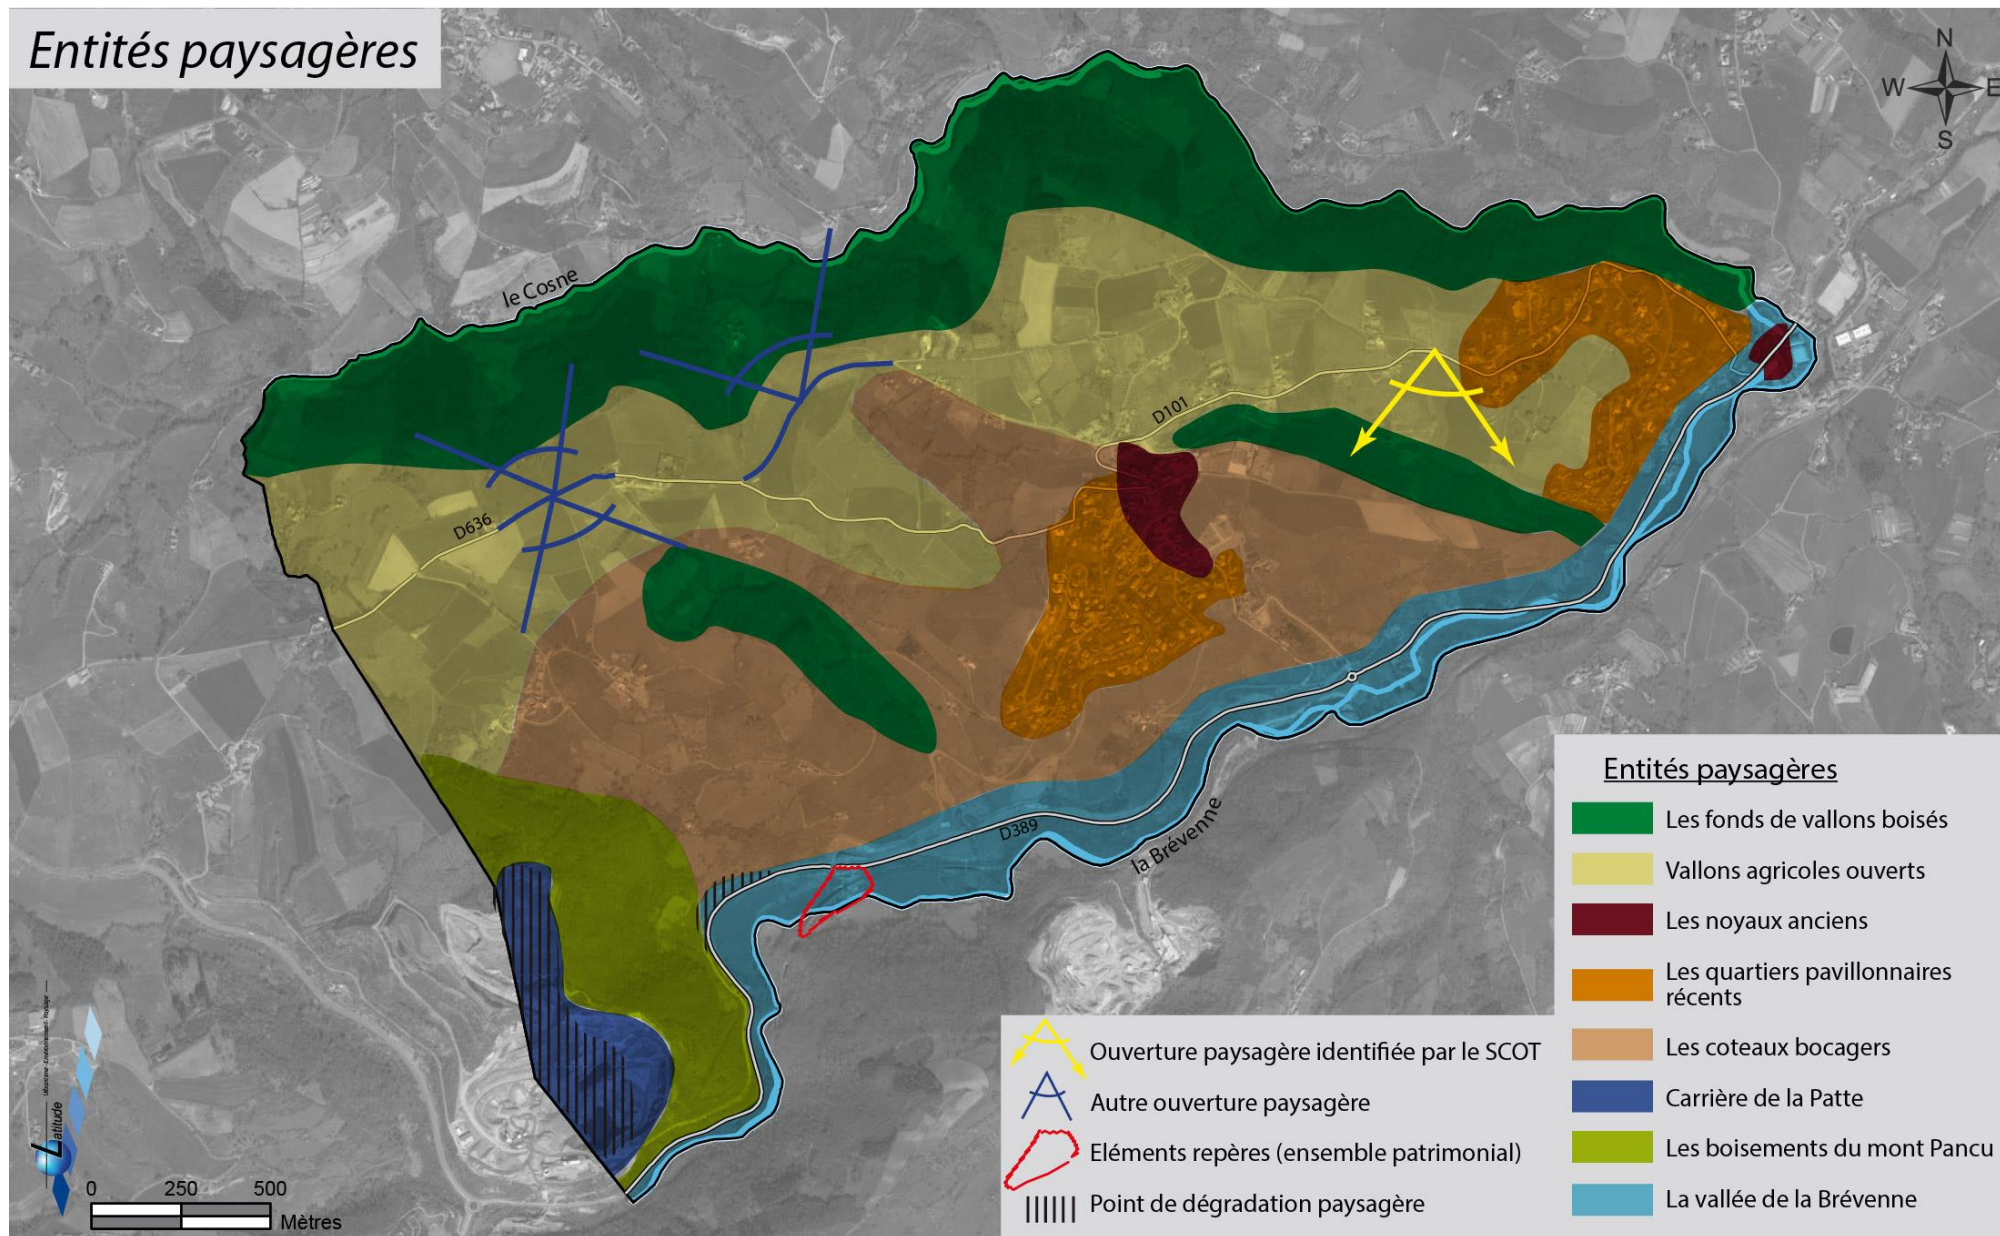 Entités paysagères
N
W
E
S
le Cosne
D101
D636
D389
la Brévenne
Entités paysagères
Les fonds de vallons boisés
Vallons agricoles ouverts
Les noyaux anciens
Les quartiers pavillonnaires
récents
Les coteaux bocagers
Carrière de la Patte
Les boisements du mont Pancu
La vallée de la Brévenne
Ouverture paysagère identifiée par le SCOT
Autre ouverture paysagère
Eléments repères (ensemble patrimonial)
Point de dégradation paysagère
Latitude
0 250 500
Mètres